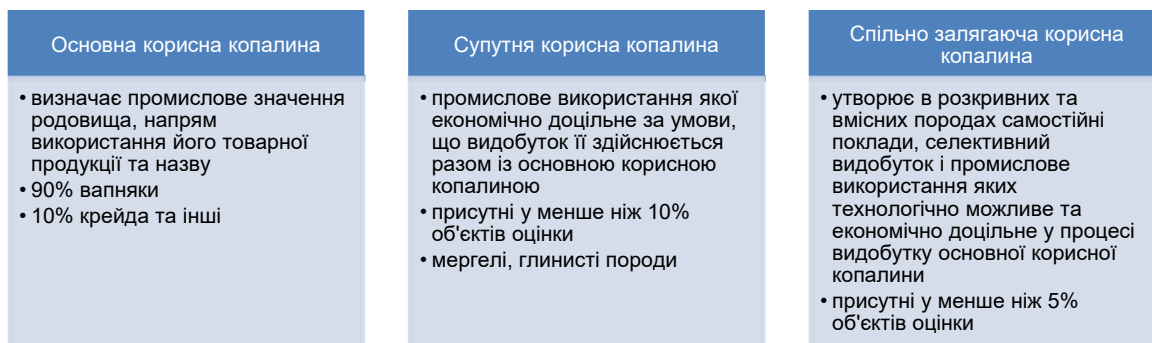 Основна корисна копалина
• визначає промислове значення
родовища, напрям
використання його товарної
продукції та назву
• 90% вапняки
• 10% крейда та інші
Супутня корисна копалина
• промислове використання якої
економічно доцільне за умови,
що видобуток її здійснюється
разом із основною корисною
копалиною
• присутні у менше ніж 10%
об'єктів оцінки
• мергелі, глинисті породи
Спільно залягаюча корисна
копалина
• утворює в розкривних та
вмісних породах самостійні
поклади, селективний
видобуток і промислове
використання яких
технологічно можливе та
економічно доцільне у процесі
видобутку основної корисної
копалини
• присутні у менше ніж 5%
об'єктів оцінки